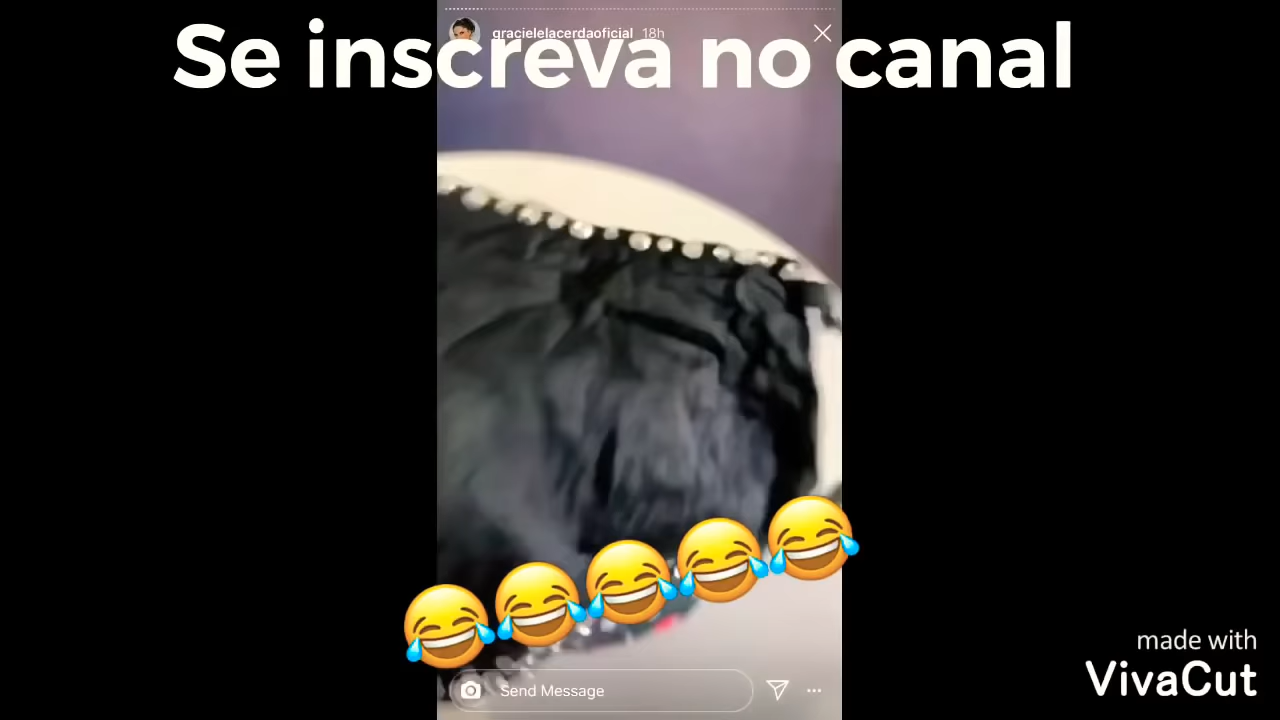 gracielelacerdaoficial 18h
Se inscreva no canal
Send Message
made with
VivaCut